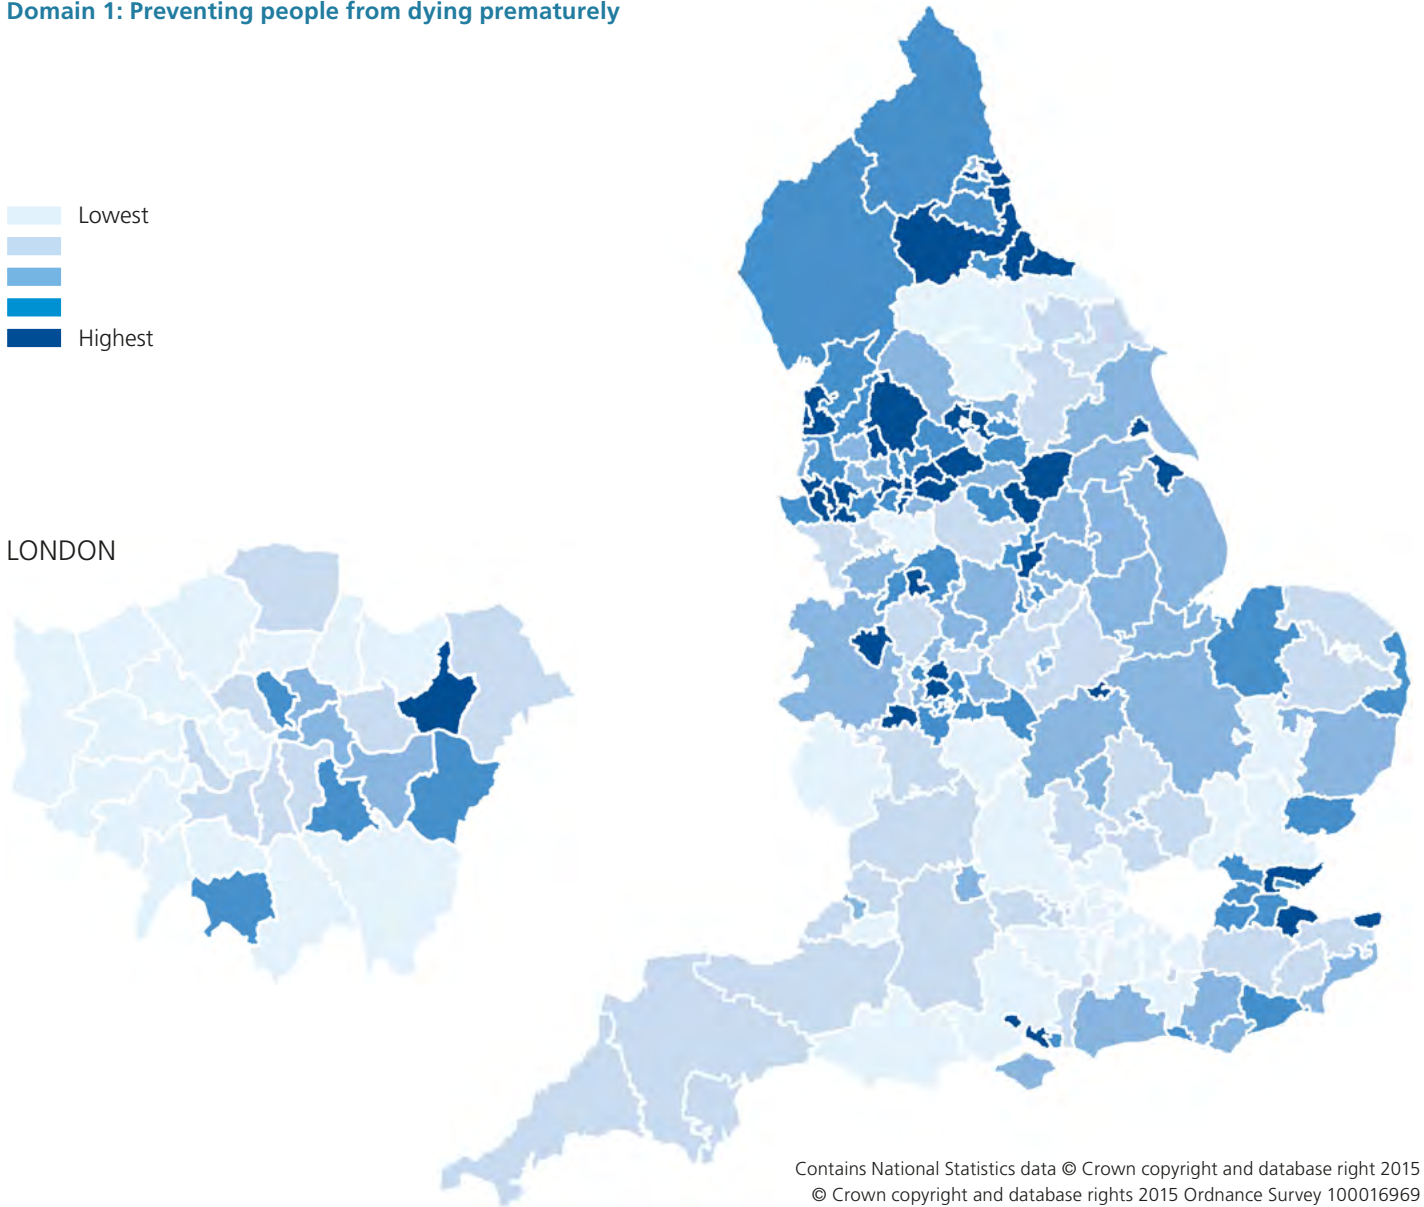 Domain 1: Preventing people from dying prematurely
Lowest
Highest
LONDON
Contains National Statistics data © Crown copyright and database right 2015
© Crown copyright and database rights 2015 Ordnance Survey 100016969